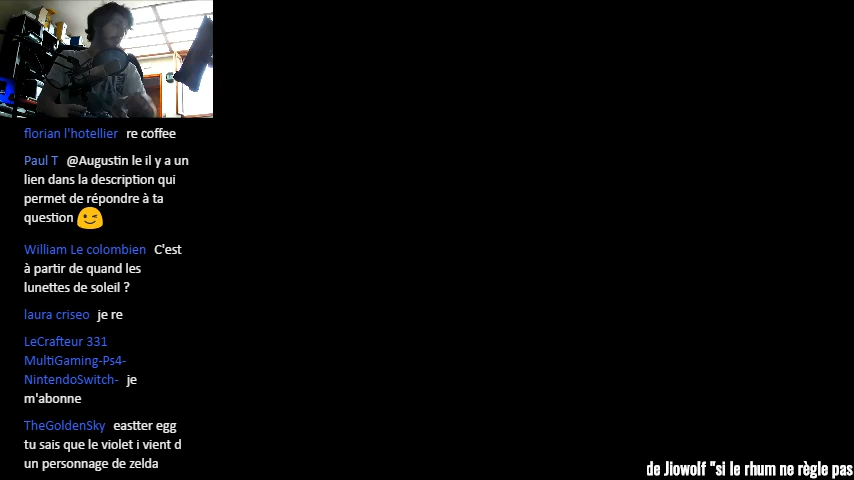 florian l'hotellier re coffee
Paul T @Augustin le il y a un
lien dans la description qui
permet de répondre à ta
question
William Le colombien C'est
à partir de quand les
lunettes de soleil ?
laura criseo je re
LeCrafteur 331
MultiGaming-Ps4-
NintendoSwitch- je
m'abonne
TheGoldenSky eastter egg
tu sais que le violet i vient d
un personnage de zelda
de Jiowolf "si le rhum ne règle pas